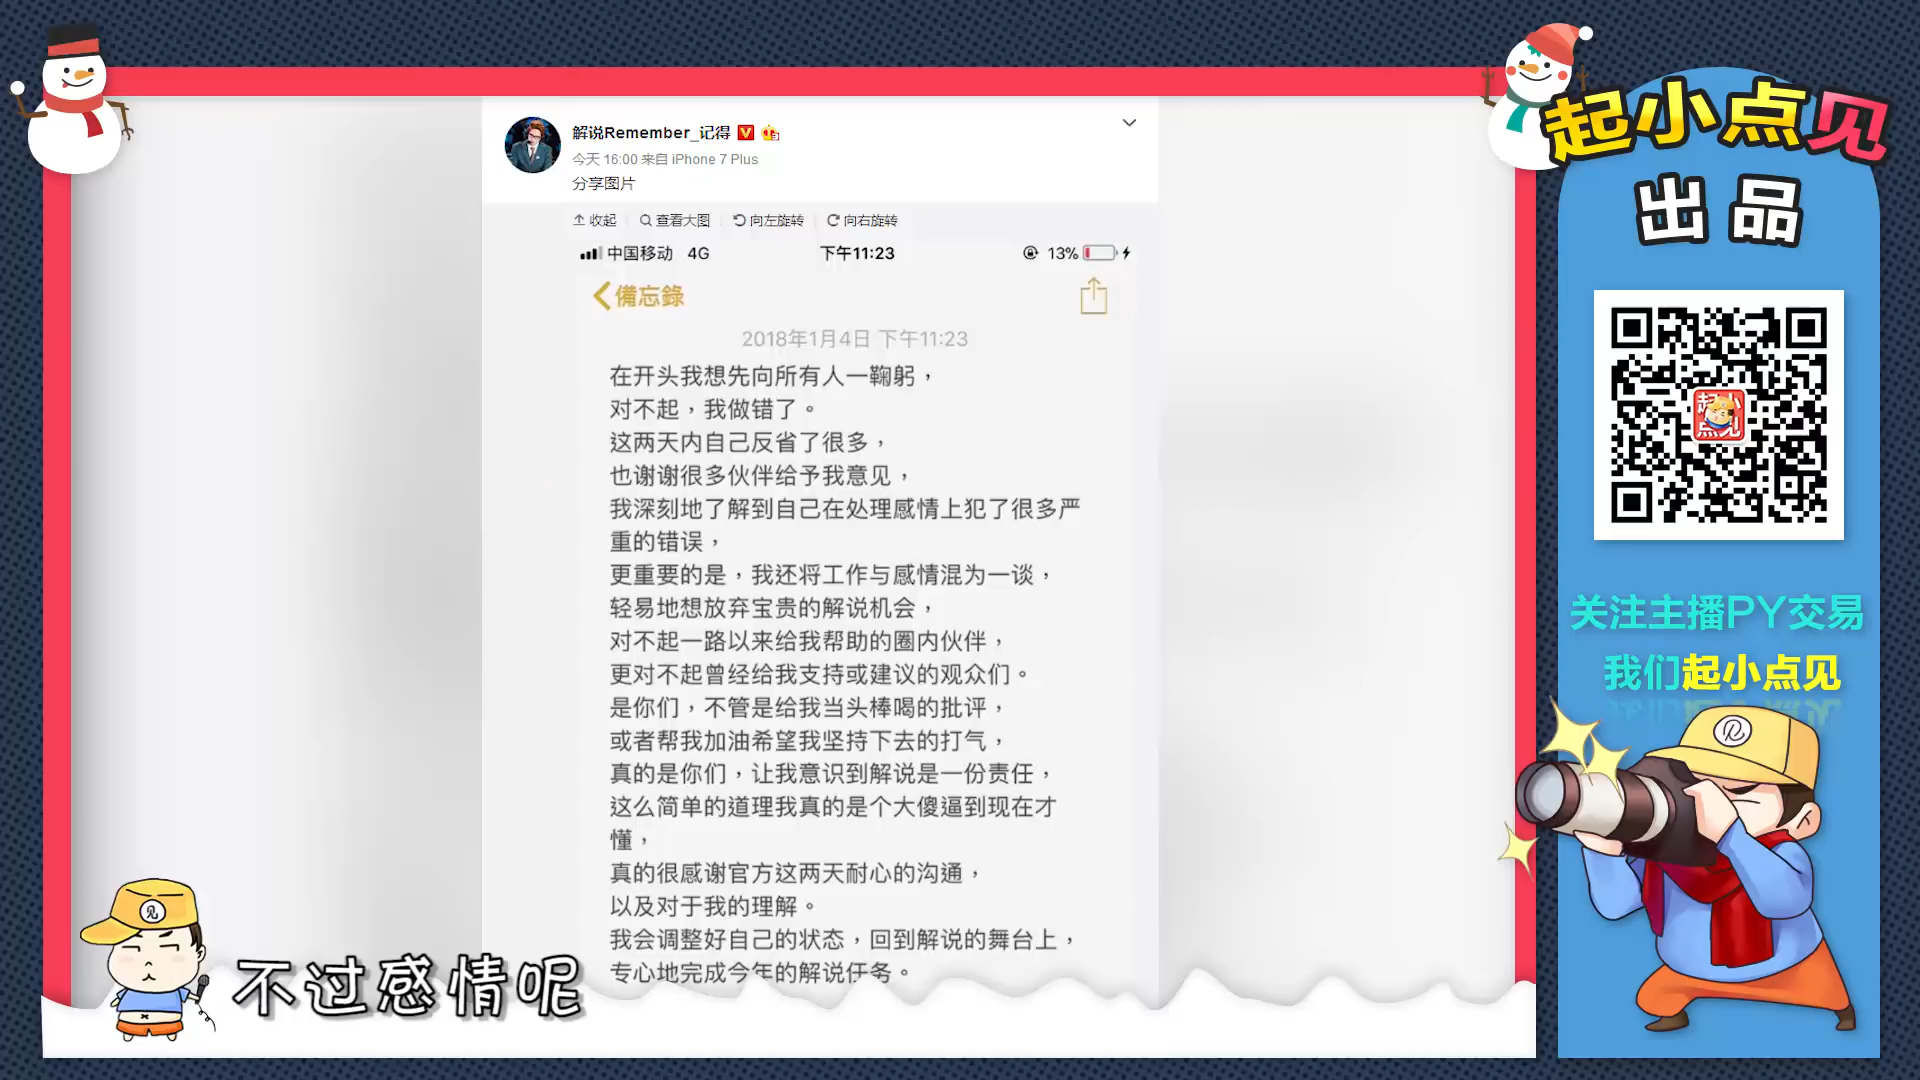 解说Remember_记得
今天 16:00 来自 iPhone 7 Plus
分享图片
收起 查看大图 向左旋转 向右旋转
中国移动 4G 下午11:23 13%
備忘錄
2018年1月4日 下午11:23
在开头我想先向所有人一鞠躬，
对不起，我做错了。
这两天内自己反省了很多，
也谢谢很多伙伴给予我意见，
我深刻地了解到自己在处理感情上犯了很多严
重的错误，
更重要的是，我还将工作与感情混为一谈，
轻易地想放弃宝贵的解说机会，
对不起一路以来给我帮助的圈内伙伴，
更对不起曾经给我支持或建议的观众们。
是你们，不管是给我当头棒喝的批评，
或者帮我加油希望我坚持下去的打气，
真的是你们，让我意识到解说是一份责任，
这么简单的道理我真的是个大傻逼到现在才
懂，
真的很感谢官方这两天耐心的沟通，
以及对于我的理解。
我会调整好自己的状态，回到解说的舞台上，
专心地完成今年的解说任务。
见
不过感情呢
起小点见
出品
起小点见
关注主播PY交易
我们起小点见